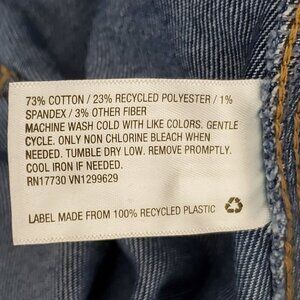 73% COTTON / 23% RECYCLED POLYESTER / 1%
SPANDEX / 3% OTHER FIBER
MACHINE WASH COLD WITH LIKE COLORS. GENTLE
CYCLE. ONLY NON CHLORINE BLEACH WHEN
NEEDED. TUMBLE DRY LOW. REMOVE PROMPTLY.
COOL IRON IF NEEDED.
RN17730 VN1299629
LABEL MADE FROM 100% RECYCLED PLASTIC